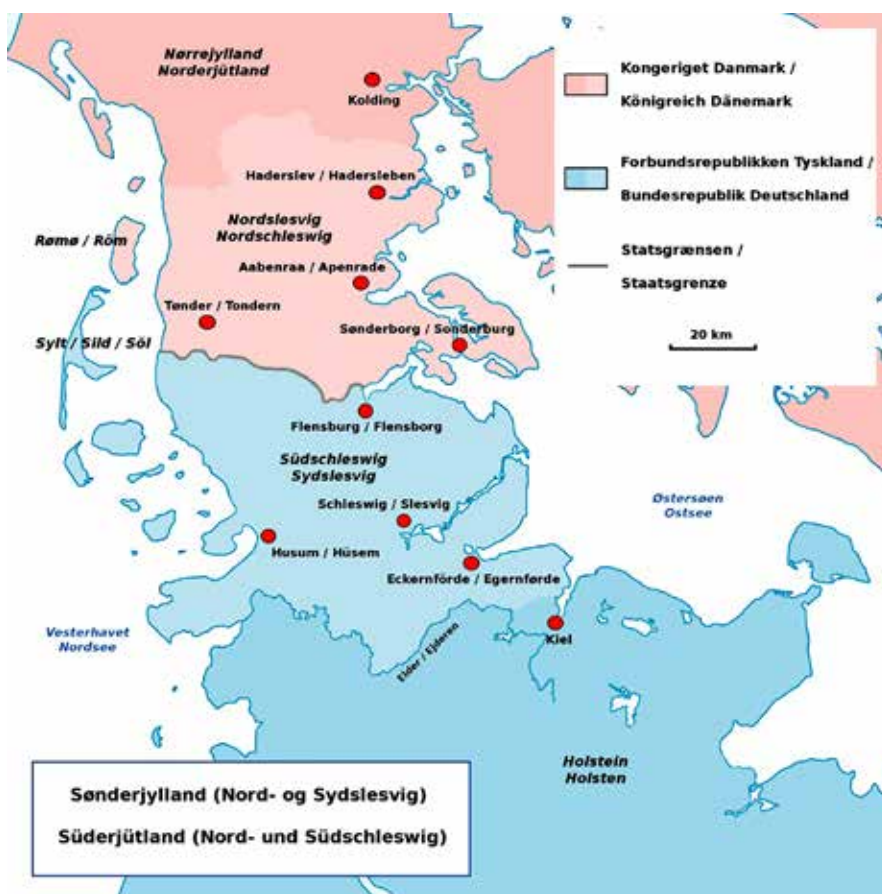 Nørrejylland
Norderjütland
Kolding
Haderslev / Hadersleben
Nordslesvig
Nordschleswig
Rømø / Röm
Aabenraa / Apenrade
Tønder / Tondern
Sønderborg / Sonderburg
Sylt / Sild / Söl
Flensburg / Flensborg
Südschleswig
Sydslesvig
Schleswig / Slesvig
Husum / Hüsem
Eckernförde / Egernførde
Vesterhavet
Nordsee
Kiel
Eider / Ejderen
Østersøen
Ostsee
Holstein
Holsten
Kongeriget Danmark /
Königreich Dänemark
Forbundsrepublikken Tyskland /
Bundesrepublik Deutschland
Statsgrænsen /
Staatsgrenze
20 km
Sønderjylland (Nord- og Sydslesvig)
Süderjütland (Nord- und Südschleswig)